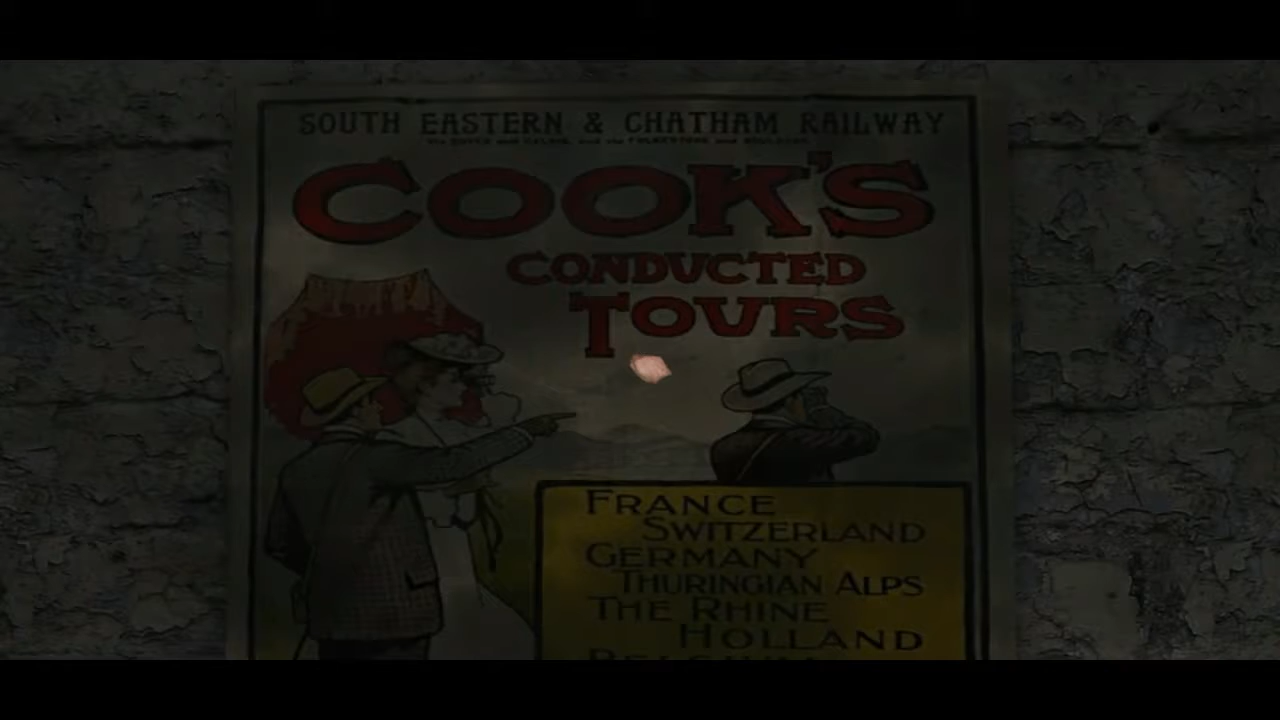 SOUTH EASTERN & CHATHAM RAILWAY
COOK'S
CONDUCTED
TOURS
FRANCE
SWITZERLAND
GERMANY
THURINGIAN ALPS
THE RHINE
HOLLAND